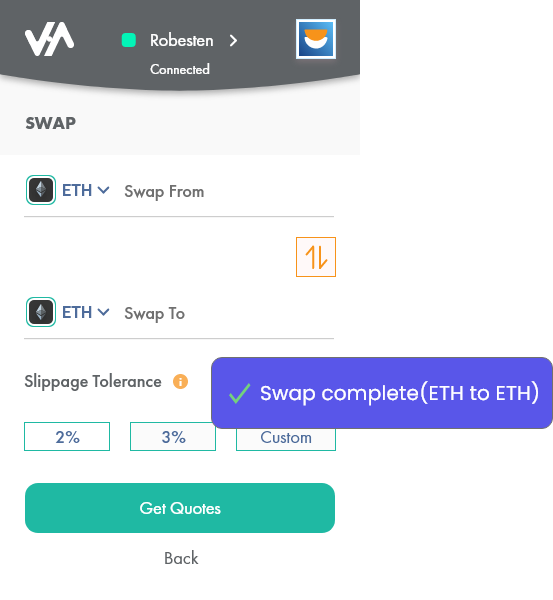 Robesten
Connected
SWAP
ETH Swap From
ETH Swap To
Slippage Tolerance
Swap complete(ETH to ETH)
2% 3% Custom
Get Quotes
Back